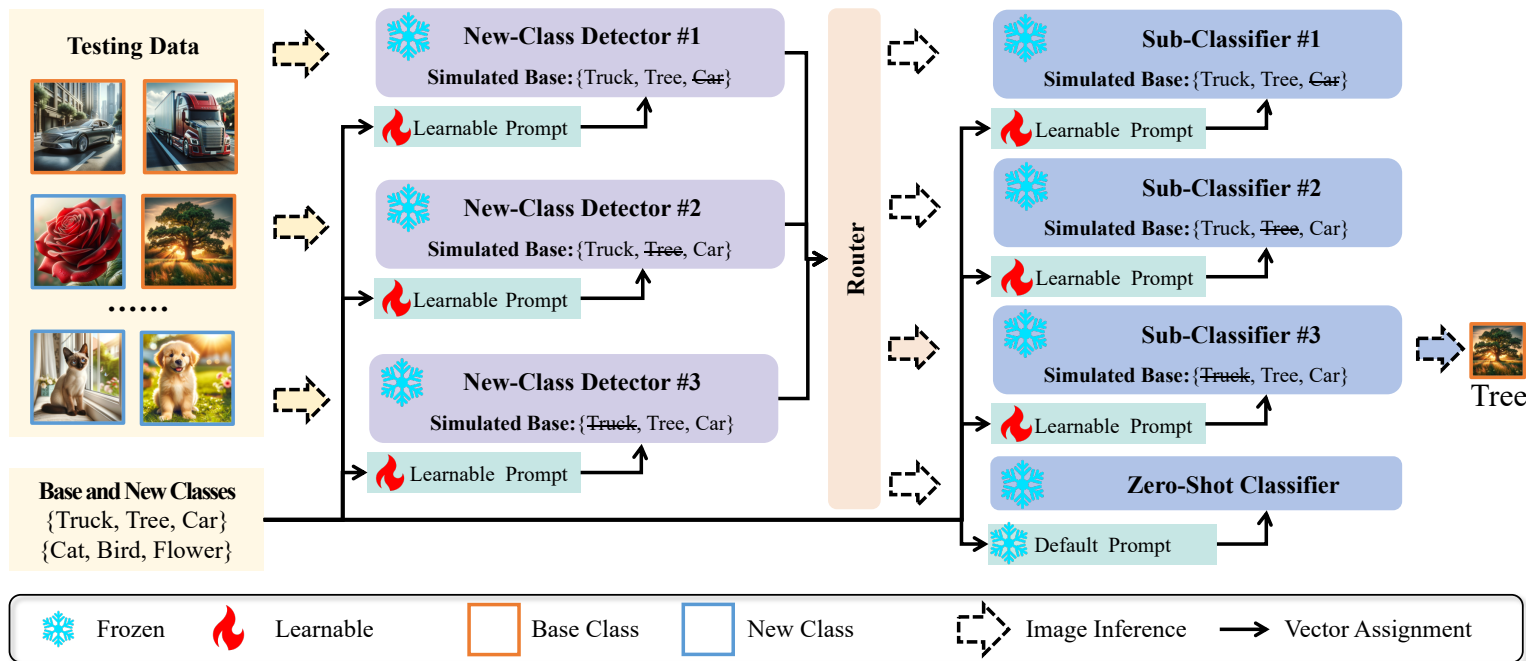 Testing Data
......
Base and New Classes
{Truck, Tree, Car}
{Cat, Bird, Flower}
New-Class Detector #1
Simulated Base:{Truck, Tree, Car}
Learnable Prompt
New-Class Detector #2
Simulated Base:{Truck, Tree, Car}
Learnable Prompt
New-Class Detector #3
Simulated Base:{Truck, Tree, Car}
Learnable Prompt
Router
Sub-Classifier #1
Simulated Base:{Truck, Tree, Car}
Learnable Prompt
Sub-Classifier #2
Simulated Base:{Truck, Tree, Car}
Learnable Prompt
Sub-Classifier #3
Simulated Base:{Truck, Tree, Car}
Learnable Prompt
Zero-Shot Classifier
Default Prompt
Tree
Frozen
Learnable
Base Class
New Class
Image Inference
Vector Assignment